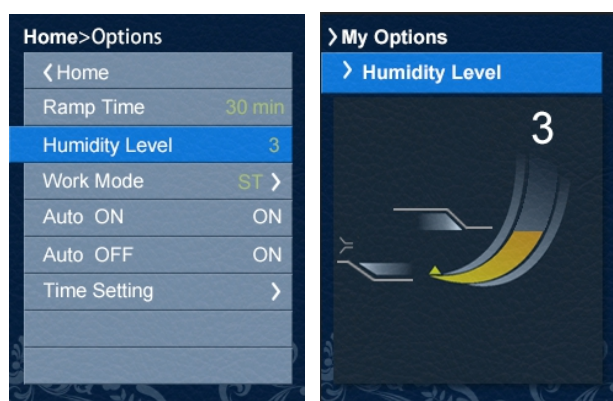 Home>Options
❮Home
Ramp Time 30 min
Humidity Level 3
Work Mode ST ❯
Auto ON ON
Auto OFF ON
Time Setting ❯
❯My Options
❯ Humidity Level
3